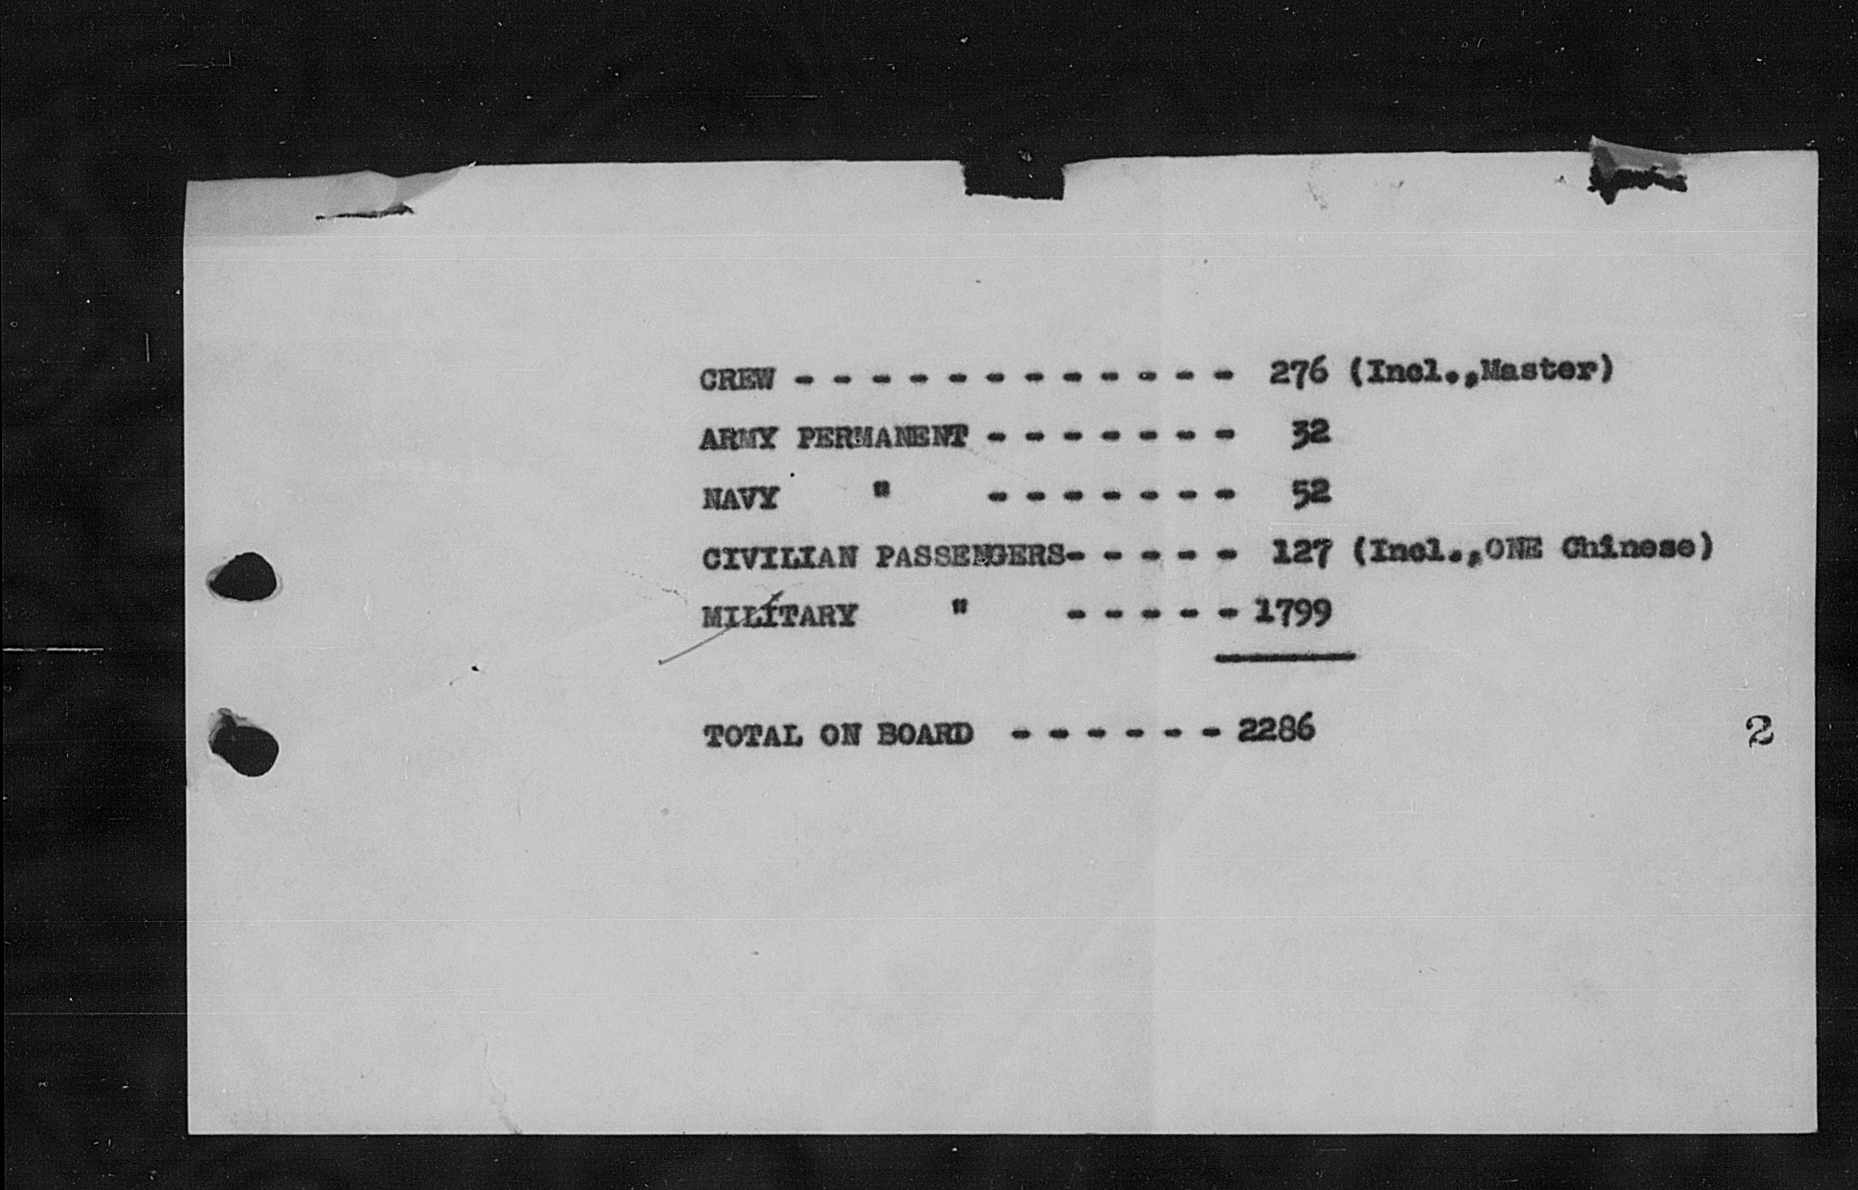 CREW - - - - - - - - - - - - 276 (Incl.,Master)
ARMY PERMANENT - - - - - - - 32
NAVY " - - - - - - - 52
CIVILIAN PASSENGERS- - - - - 127 (Incl.,ONE Chinese)
MILITARY " - - - - - 1799
TOTAL ON BOARD - - - - - - 2286
2